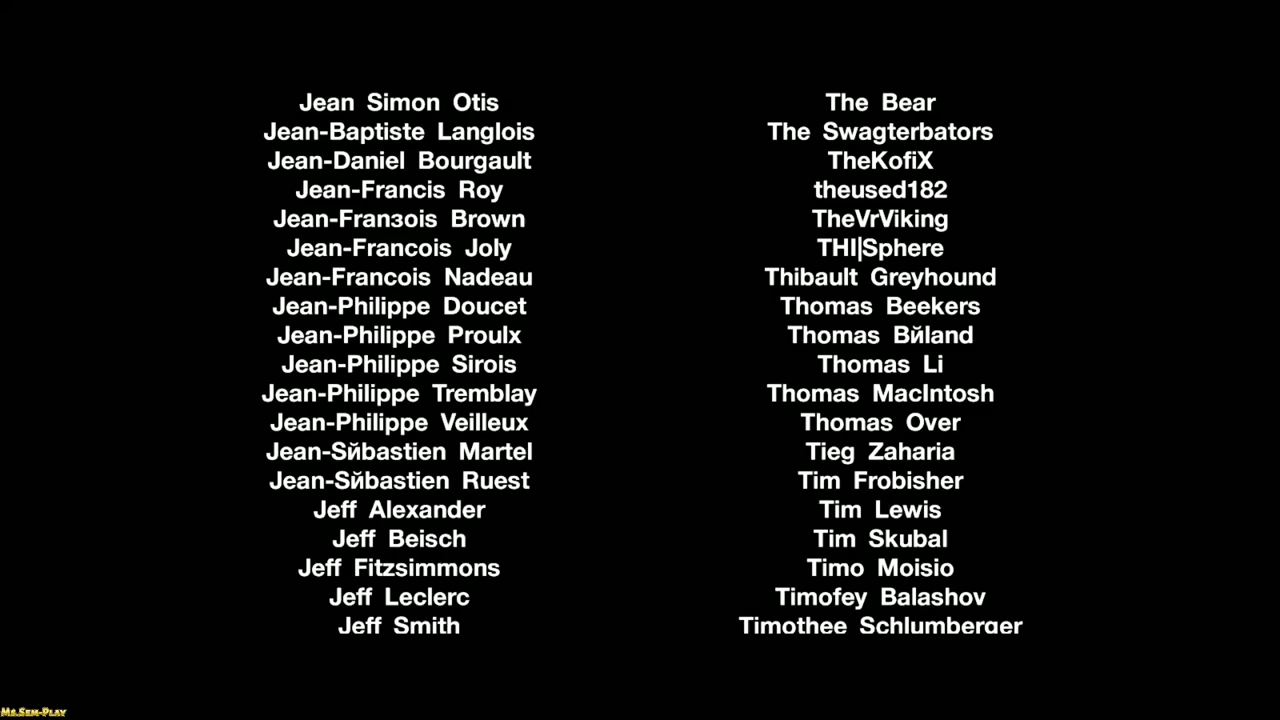 Jean Simon Otis
Jean-Baptiste Langlois
Jean-Daniel Bourgault
Jean-Francis Roy
Jean-Franзois Brown
Jean-Francois Joly
Jean-Francois Nadeau
Jean-Philippe Doucet
Jean-Philippe Proulx
Jean-Philippe Sirois
Jean-Philippe Tremblay
Jean-Philippe Veilleux
Jean-Sйbastien Martel
Jean-Sйbastien Ruest
Jeff Alexander
Jeff Beisch
Jeff Fitzsimmons
Jeff Leclerc
Jeff Smith
The Bear
The Swagterbators
TheKofiX
theused182
TheVrViking
THI|Sphere
Thibault Greyhound
Thomas Beekers
Thomas Bйland
Thomas Li
Thomas MacIntosh
Thomas Over
Tieg Zaharia
Tim Frobisher
Tim Lewis
Tim Skubal
Timo Moisio
Timofey Balashov
Timothee Schlumberger
Ms.Sem-Play